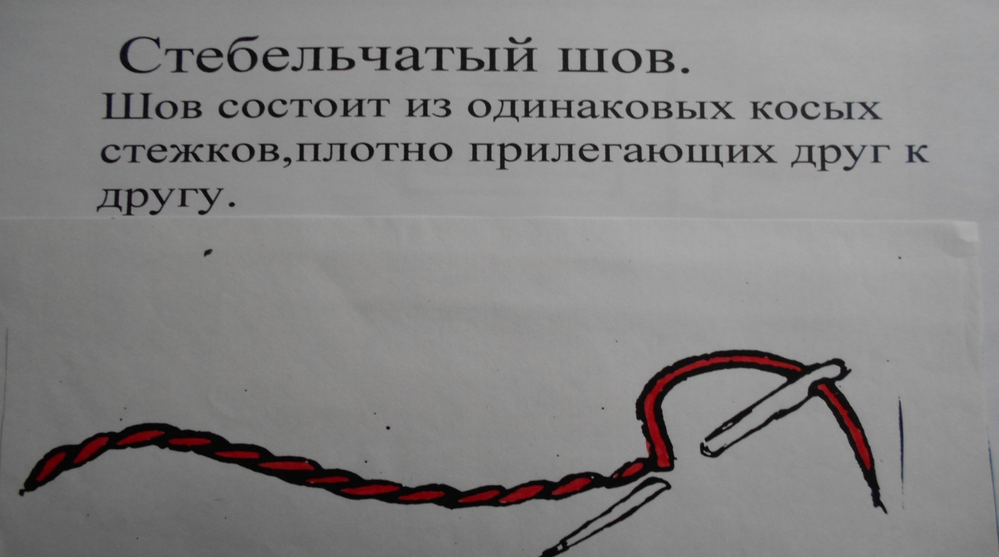 Стебельчатый шов.
Шов состоит из одинаковых косых
стежков,плотно прилегающих друг к
другу.